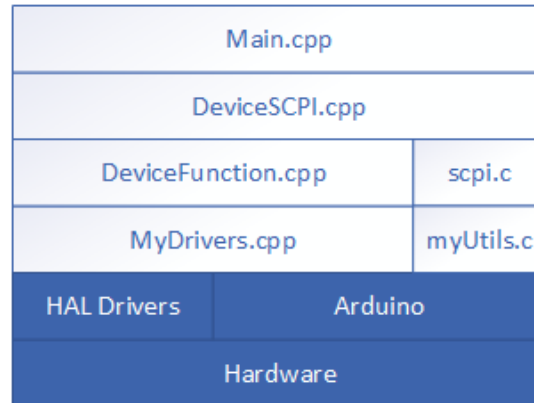 Main.cpp
DeviceSCPI.cpp
DeviceFunction.cpp scpi.c
MyDrivers.cpp myUtils.c
HAL Drivers Arduino
Hardware